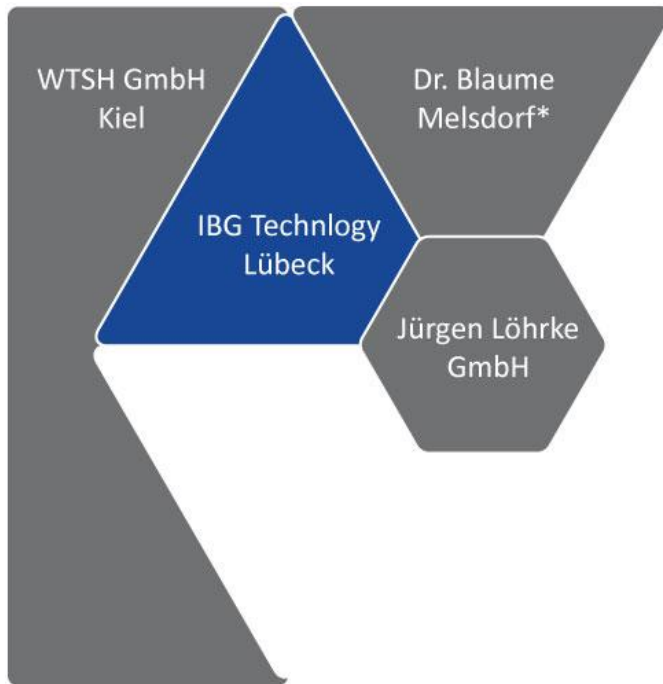 WTSH GmbH
Kiel
Dr. Blaume
Melsdorf*
IBG Technlogy
Lübeck
Jürgen Löhrke
GmbH